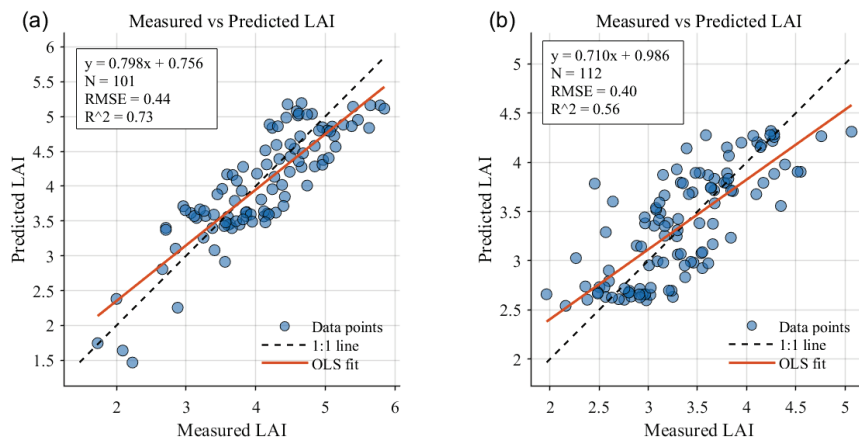 (a)
Measured vs Predicted LAI
y = 0.798x + 0.756
N = 101
RMSE = 0.44
R^2 = 0.73
Predicted LAI
6
5.5
5
4.5
4
3.5
3
2.5
2
1.5
Data points
1:1 line
OLS fit
2
3
4
5
6
Measured LAI
(b)
Measured vs Predicted LAI
y = 0.710x + 0.986
N = 112
RMSE = 0.40
R^2 = 0.56
Predicted LAI
5
4.5
4
3.5
3
2.5
2
Data points
1:1 line
OLS fit
2
2.5
3
3.5
4
4.5
5
Measured LAI